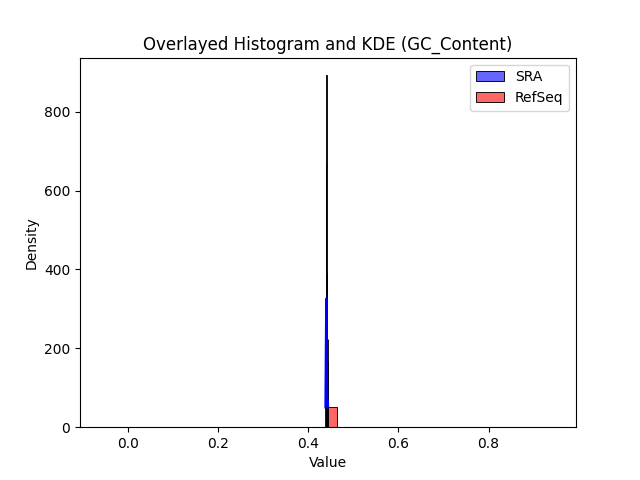 Overlayed Histogram and KDE (GC_Content)
SRA
RefSeq
800
600
400
200
0
Density
0.0
0.2
0.4
0.6
0.8
Value